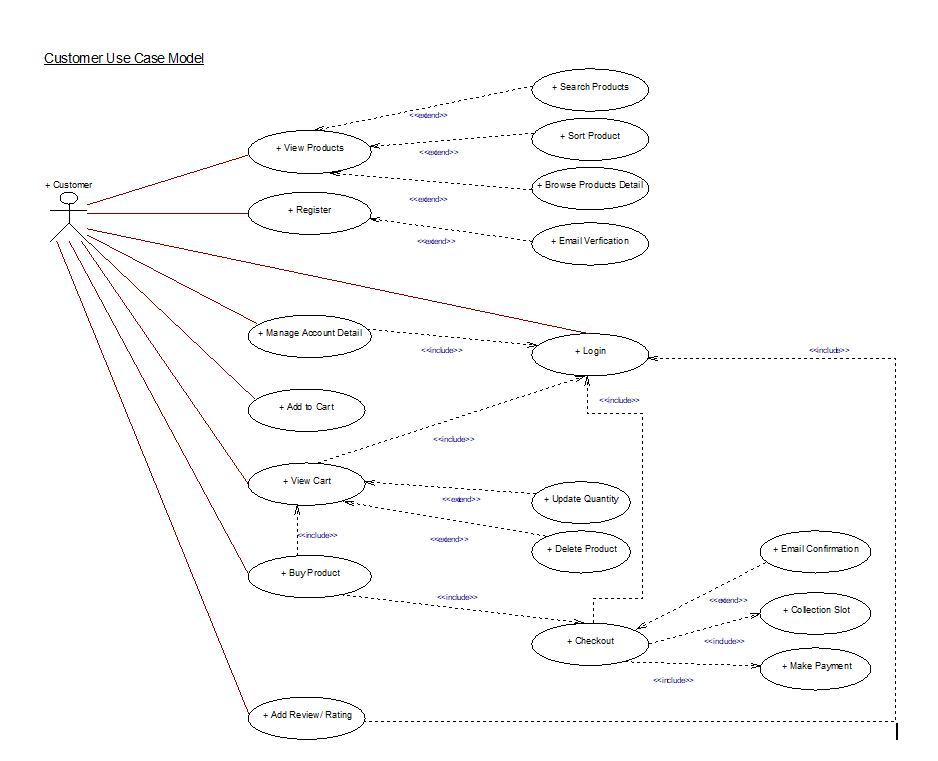 Customer Use Case Model
+ Search Products
<<extend>>
+ Sort Product
+ View Products
<<extend>>
+ Customer
+ Browse Products Detail
<<extend>>
+ Register
<<extend>>
+ Email Verfication
+ Manage Account Detail
<<include>>
+ Login
<<include>>
<<include>>
+ Add to Cart
<<include>>
+ View Cart
<<extend>>
+ Update Quantity
<<include>>
<<extend>>
+ Delete Product
+ Email Confirmation
+ Buy Product
<<include>>
<<extend>>
+ Collection Slot
+ Checkout
<<include>>
+ Make Payment
<<include>>
+ Add Review/ Rating